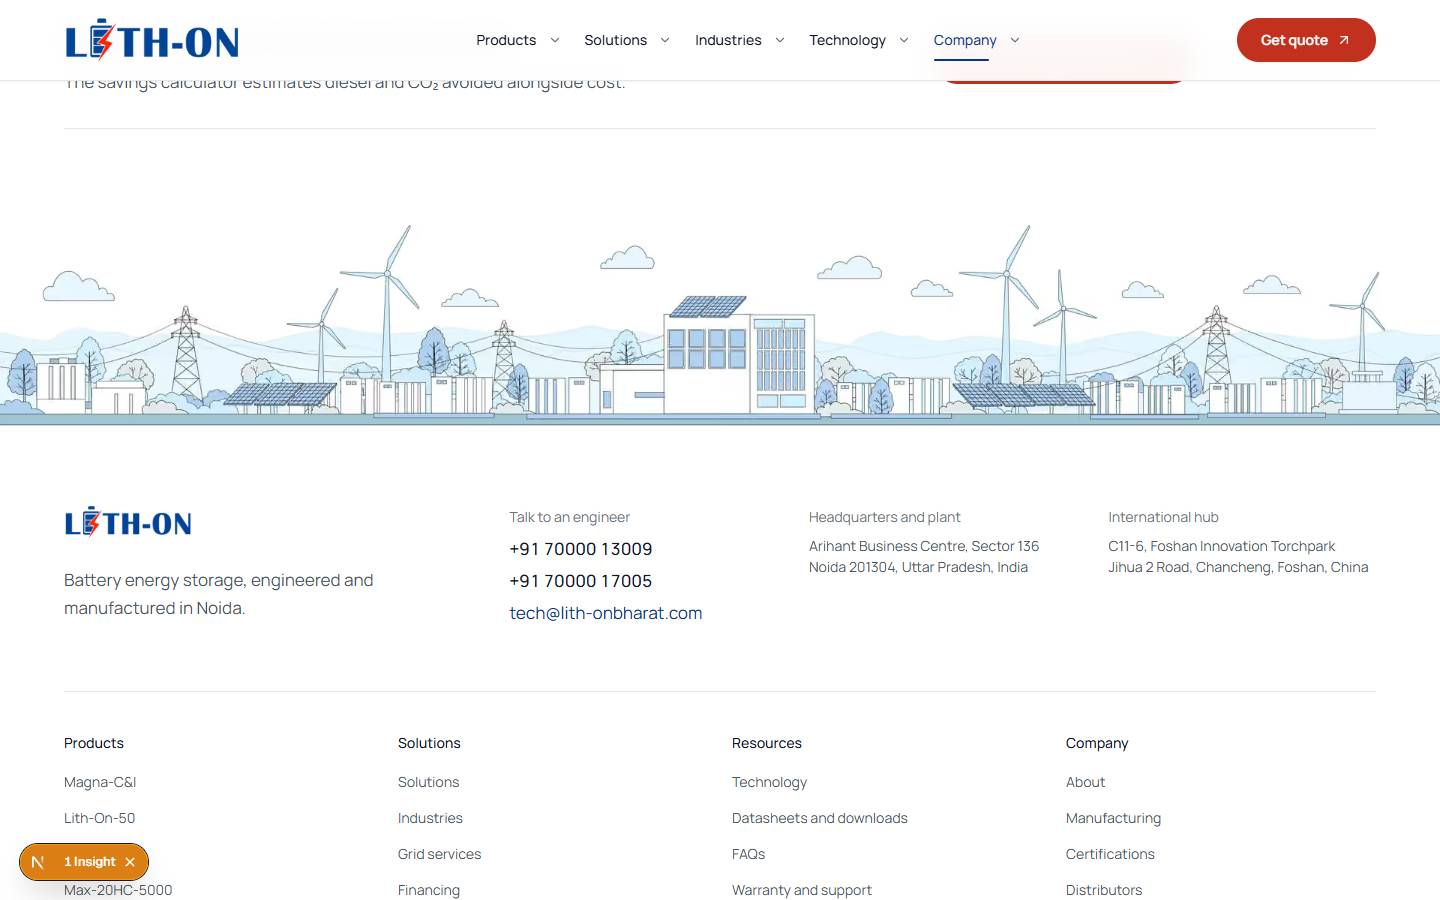 LITH-ON
Products
Solutions
Industries
Technology
Company
Get quote
The savings calculator estimates diesel and CO₂ avoided alongside cost.
LITH-ON
Battery energy storage, engineered and
manufactured in Noida.
Talk to an engineer
+91 70000 13009
+91 70000 17005
tech@lith-onbharat.com
Headquarters and plant
Arihant Business Centre, Sector 136
Noida 201304, Uttar Pradesh, India
International hub
C11-6, Foshan Innovation Torchpark
Jihua 2 Road, Chancheng, Foshan, China
Products
Magna-C&I
Lith-On-50
Max-20HC-5000
Solutions
Solutions
Industries
Grid services
Financing
Resources
Technology
Datasheets and downloads
FAQs
Warranty and support
Company
About
Manufacturing
Certifications
Distributors
N 1 Insight